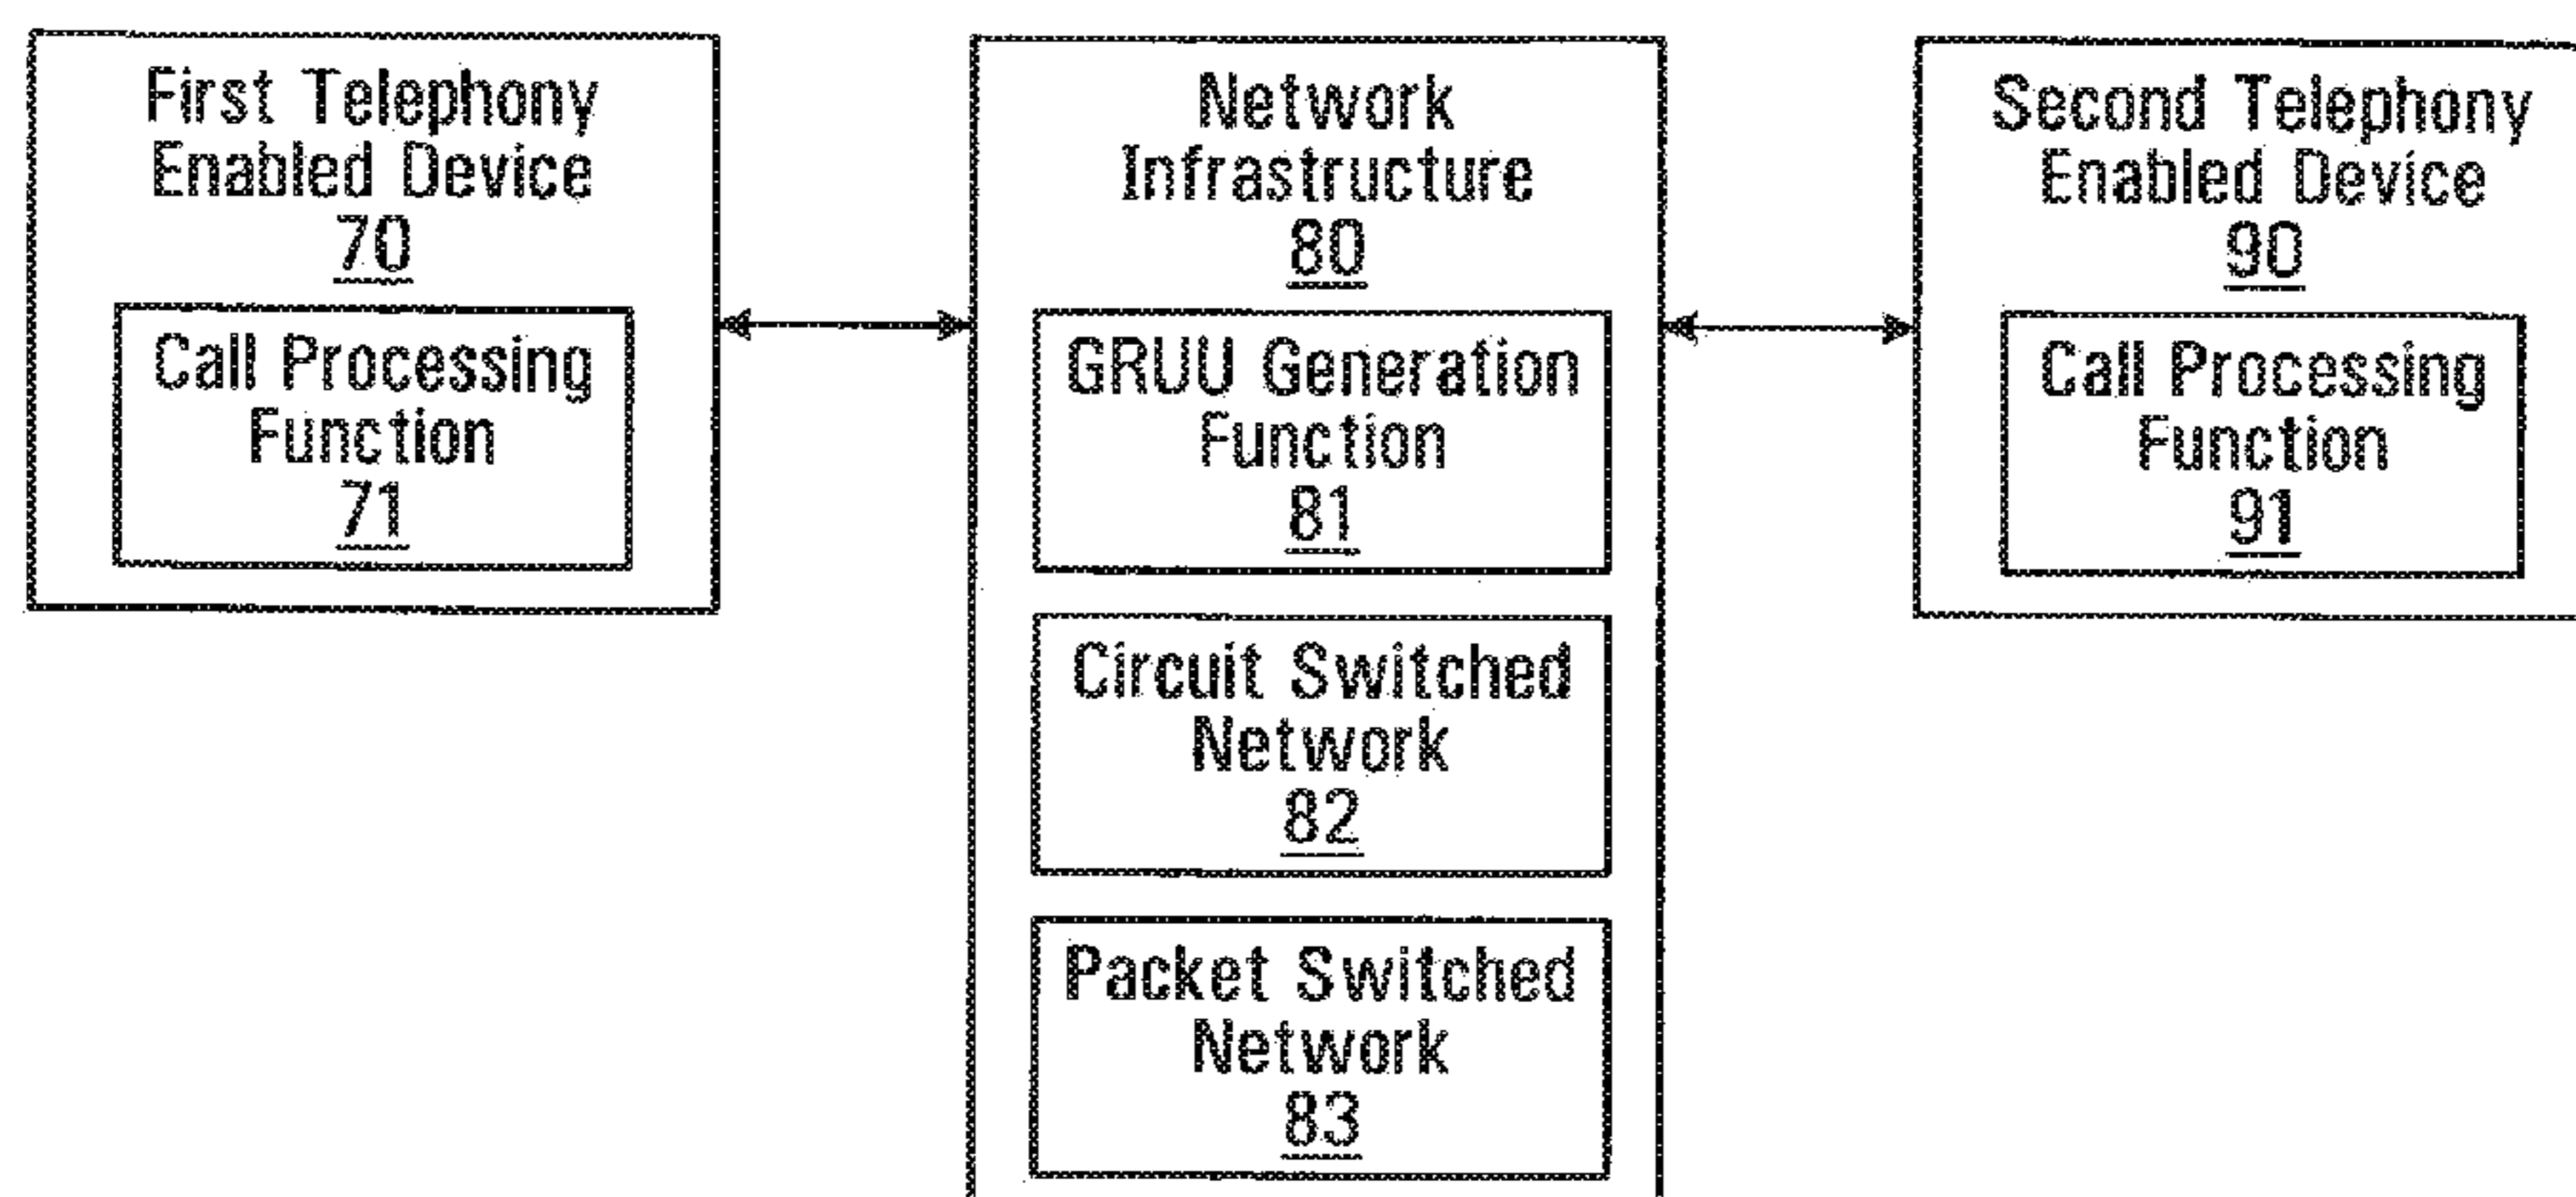 First Telephony
Enabled Device
70
Call Processing
Function
71
Network
Infrastructure
80
GRUU Generation
Function
81
Circuit Switched
Network
82
Packet Switched
Network
83
Second Telephony
Enabled Device
90
Call Processing
Function
91